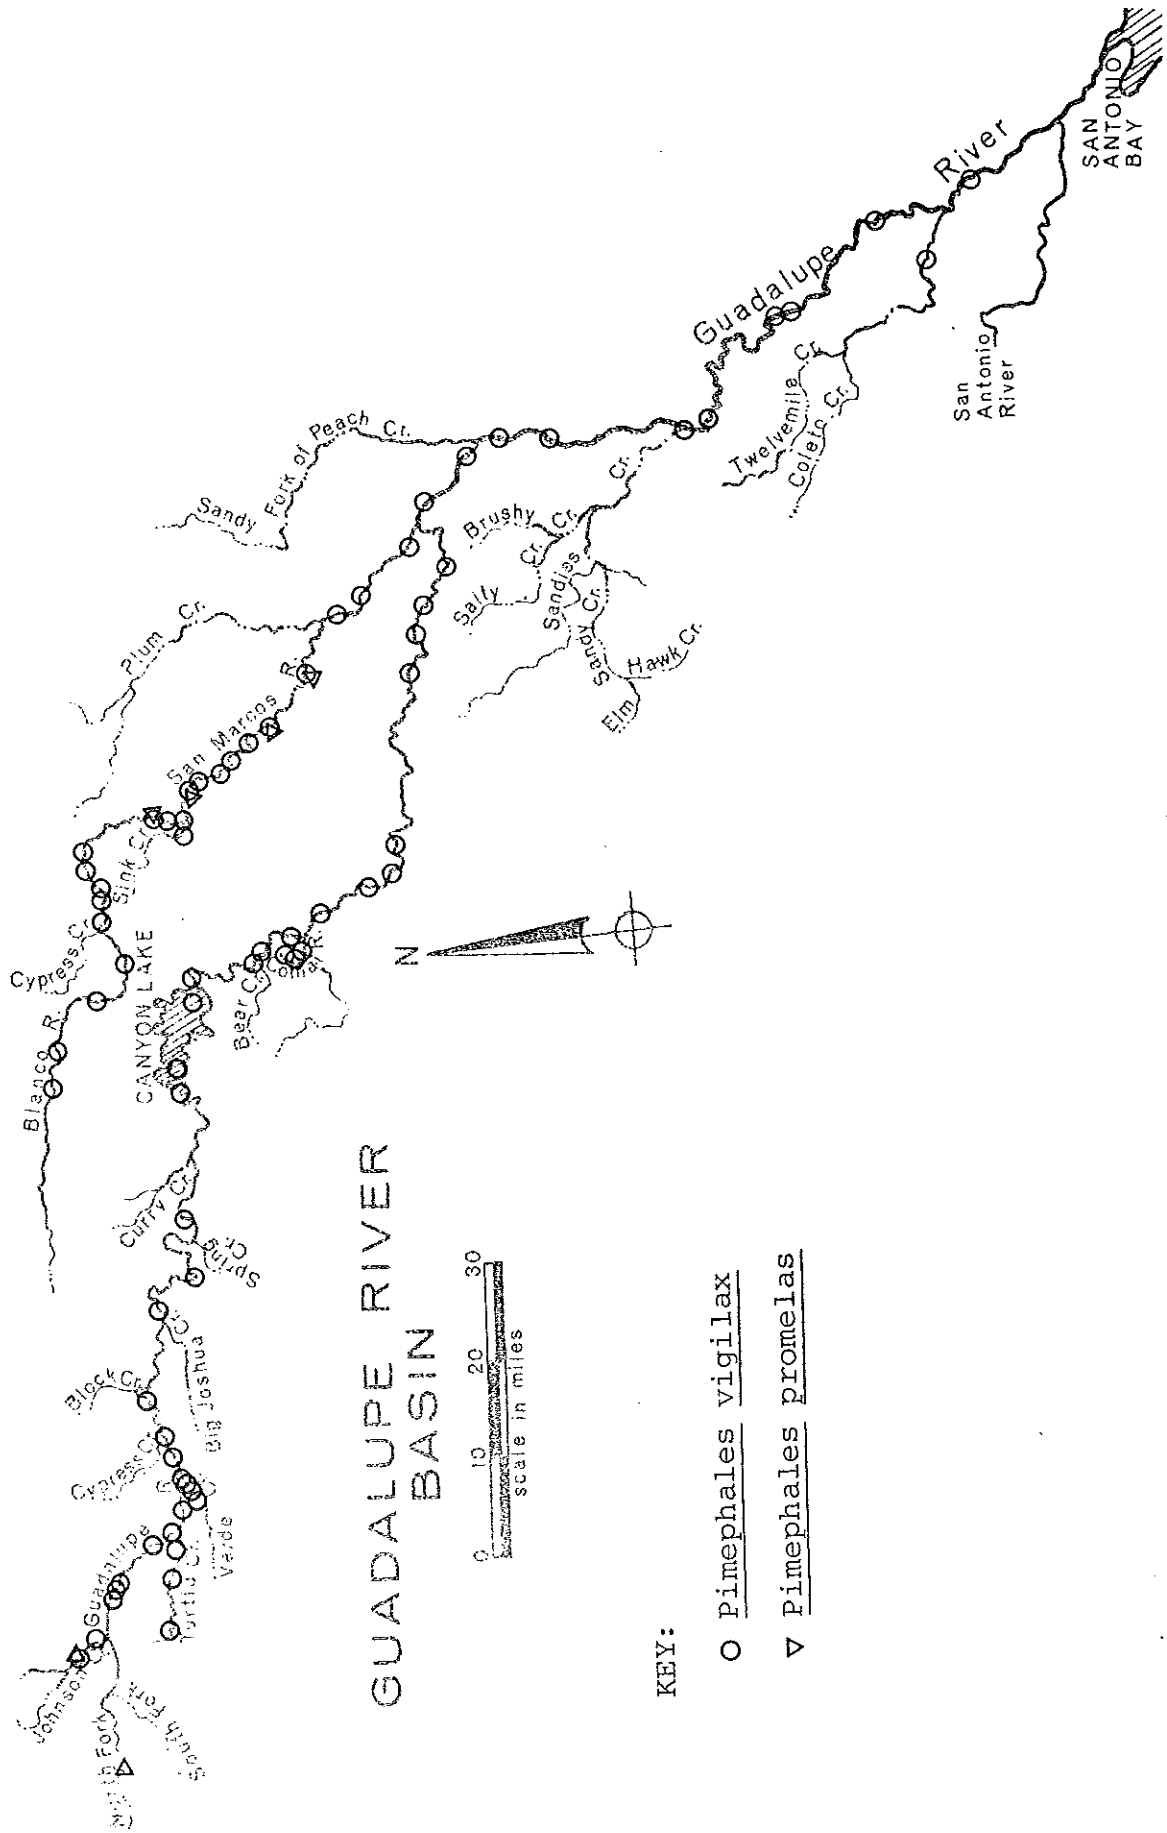 GUADALUPE RIVER
BASIN
0 10 20 30
scale in miles
KEY:
Pimephales vigilax
Pimephales promelas
N
Johnson
Guadalupe
South Fork
Fork
Turtle Cr.
Verde
Cypress Cr.
R.
Block Cr.
Big Joshua
Cr.
Spring
Cr.
Curry Cr.
CANYON LAKE
Blanco R.
Cypress Cr.
Sink Cr.
Bear Cr.
Comal R.
San Marcos R.
Plum Cr.
Sandy Fork of Peach Cr.
Elm
Hawk Cr.
Sandy Cr.
Sandies
Cr.
Salty
Cr.
Brushy
Cr.
Twelvemile Cr.
Coleto Cr.
Guadalupe River
San
Antonio
River
SAN
ANTONIO
BAY